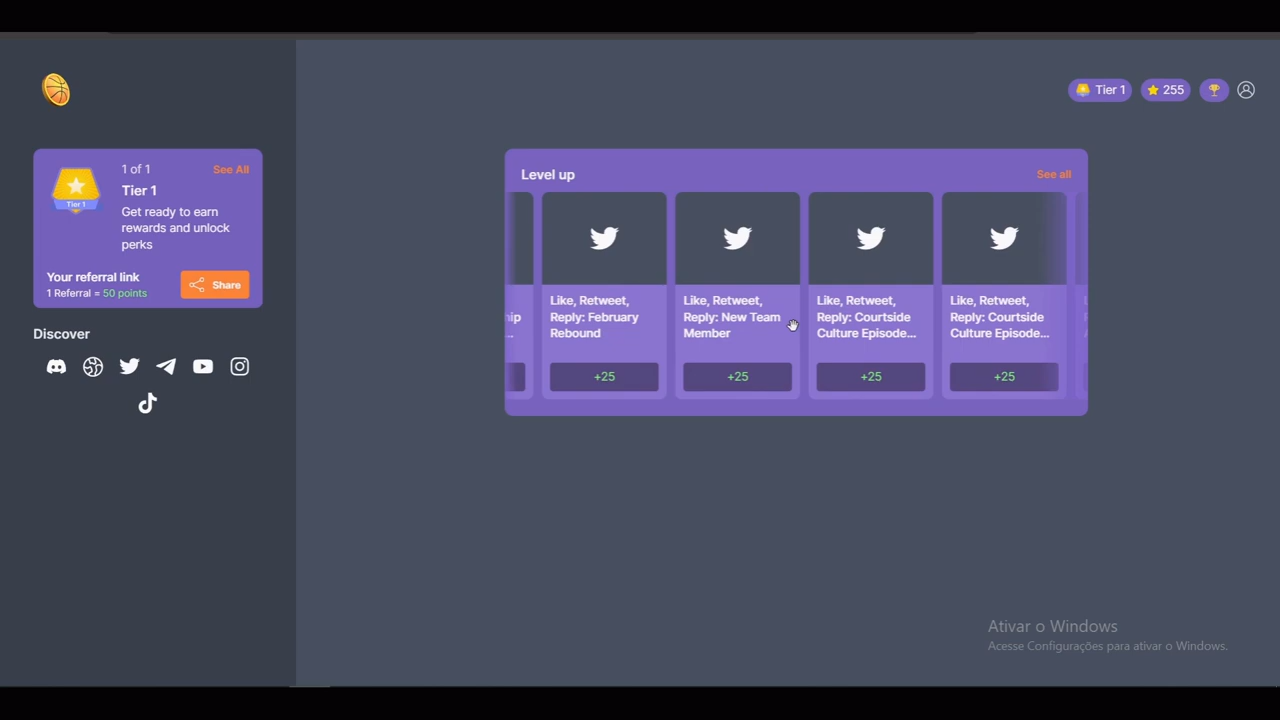 Tier 1
255
1 of 1
See All
Tier 1
Tier 1
Get ready to earn
rewards and unlock
perks
Your referral link
1 Referral = 50 points
Share
Discover
Level up
See all
Like, Retweet,
Reply: February
Rebound
+25
Like, Retweet,
Reply: New Team
Member
+25
Like, Retweet,
Reply: Courtside
Culture Episode...
+25
Like, Retweet,
Reply: Courtside
Culture Episode...
+25
Ativar o Windows
Acesse Configurações para ativar o Windows.